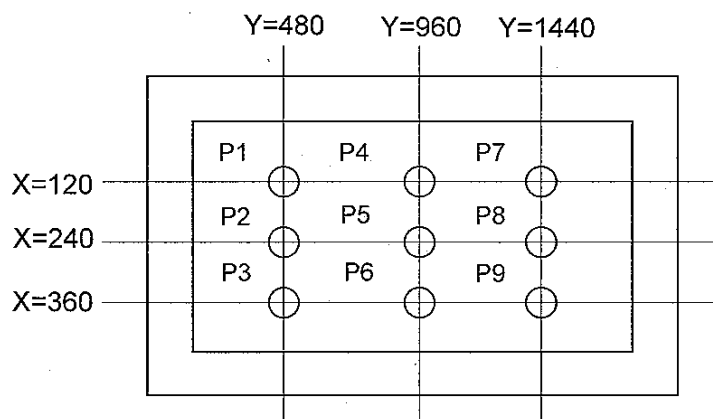 Y=480 Y=960 Y=1440
P1 P4 P7
X=120
P2 P5 P8
X=240
P3 P6 P9
X=360